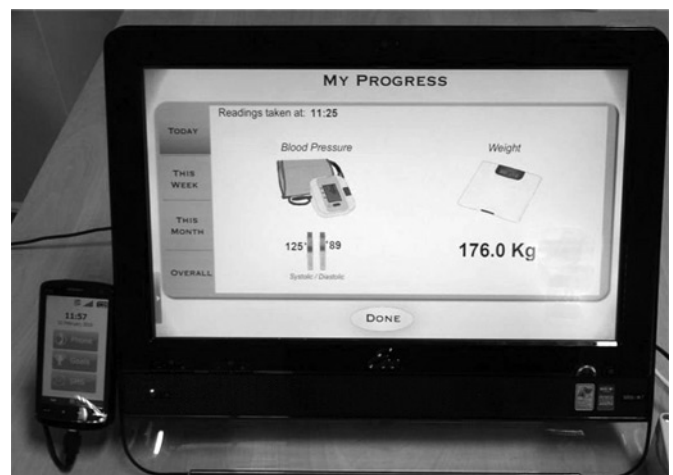 MY PROGRESS
Readings taken at: 11:25
TODAY
THIS
WEEK
THIS
MONTH
OVERALL
Blood Pressure
125 89
Systolic / Diastolic
Weight
176.0 Kg
DONE
11:57
Phone